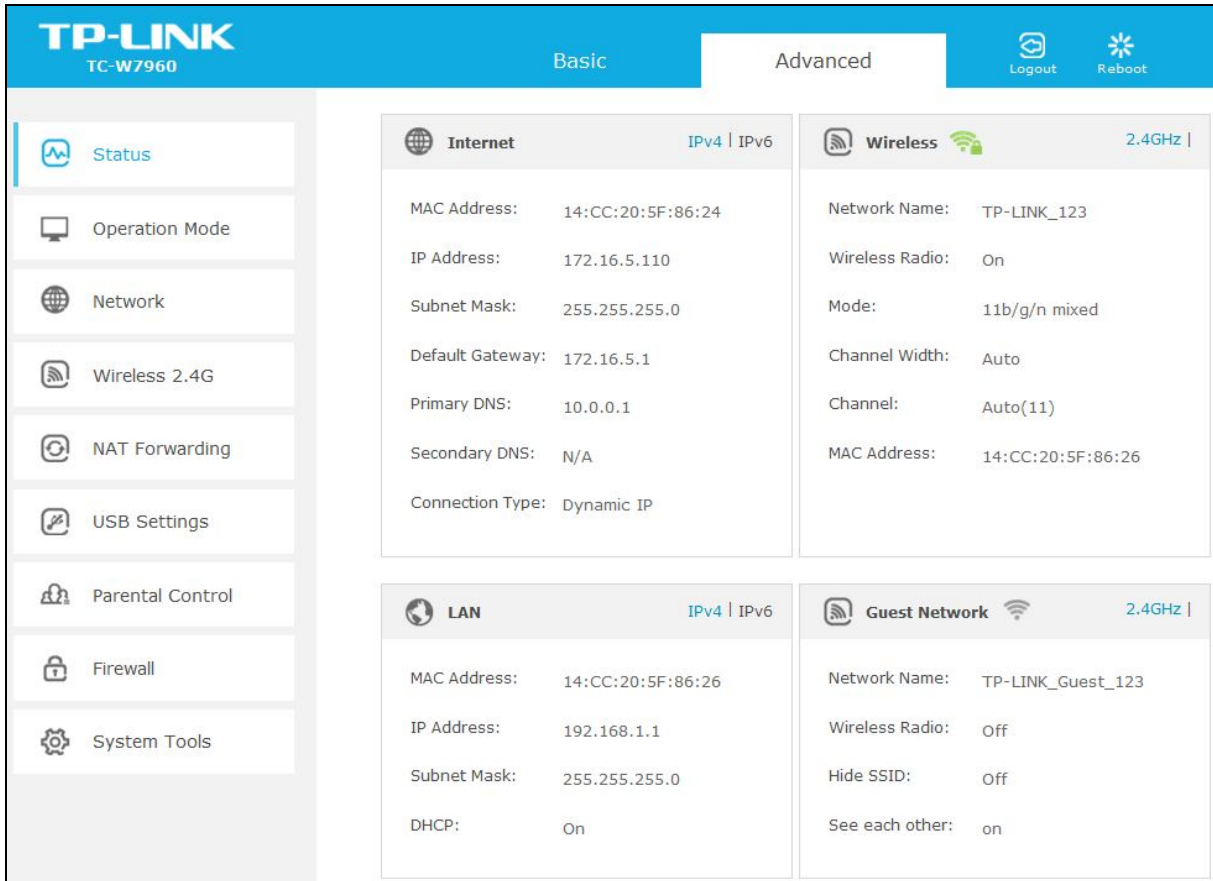 TP-LINK
TC-W7960
Basic
Advanced
Logout
Reboot
Status
Operation Mode
Network
Wireless 2.4G
NAT Forwarding
USB Settings
Parental Control
Firewall
System Tools
Internet IPv4 | IPv6
MAC Address: 14:CC:20:5F:86:24
IP Address: 172.16.5.110
Subnet Mask: 255.255.255.0
Default Gateway: 172.16.5.1
Primary DNS: 10.0.0.1
Secondary DNS: N/A
Connection Type: Dynamic IP
Wireless 2.4GHz |
Network Name: TP-LINK_123
Wireless Radio: On
Mode: 11b/g/n mixed
Channel Width: Auto
Channel: Auto(11)
MAC Address: 14:CC:20:5F:86:26
LAN IPv4 | IPv6
MAC Address: 14:CC:20:5F:86:26
IP Address: 192.168.1.1
Subnet Mask: 255.255.255.0
DHCP: On
Guest Network 2.4GHz |
Network Name: TP-LINK_Guest_123
Wireless Radio: Off
Hide SSID: Off
See each other: on